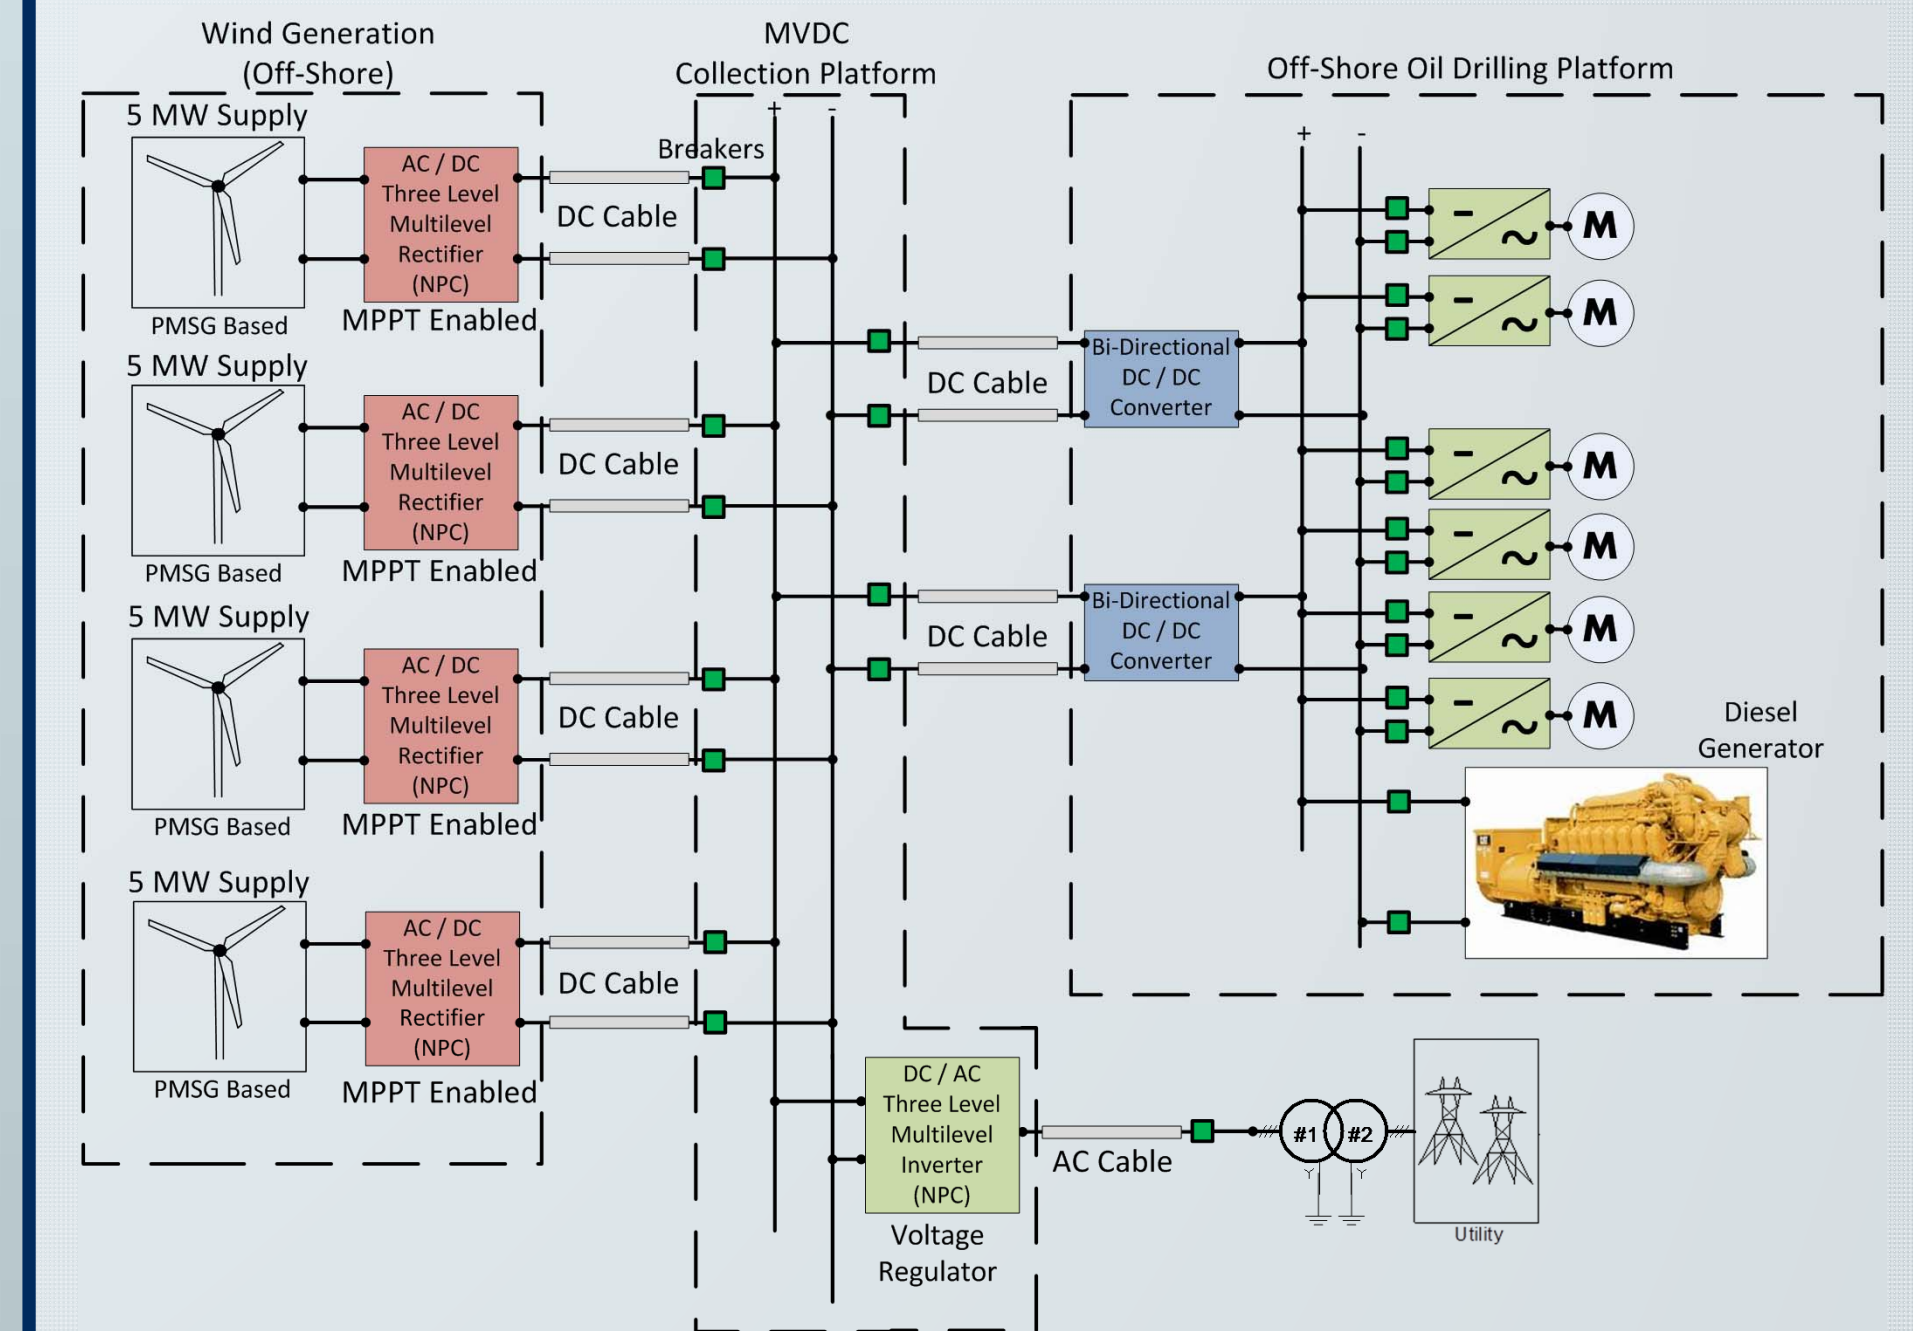 Wind Generation
(Off-Shore)
MVDC
Collection Platform
Off-Shore Oil Drilling Platform
5 MW Supply
AC / DC
Three Level
Multilevel
Rectifier
(NPC)
PMSG Based
MPPT Enabled
DC Cable
Breakers
+ -
+ -
5 MW Supply
AC / DC
Three Level
Multilevel
Rectifier
(NPC)
PMSG Based
MPPT Enabled
DC Cable
5 MW Supply
AC / DC
Three Level
Multilevel
Rectifier
(NPC)
PMSG Based
MPPT Enabled
DC Cable
5 MW Supply
AC / DC
Three Level
Multilevel
Rectifier
(NPC)
PMSG Based
MPPT Enabled
DC Cable
DC Cable
Bi-Directional
DC / DC
Converter
DC Cable
Bi-Directional
DC / DC
Converter
- ~ M
- ~ M
- ~ M
- ~ M
- ~ M
- ~ M
Diesel
Generator
DC / AC
Three Level
Multilevel
Inverter
(NPC)
Voltage
Regulator
AC Cable
#1 #2
Y Y
Utility